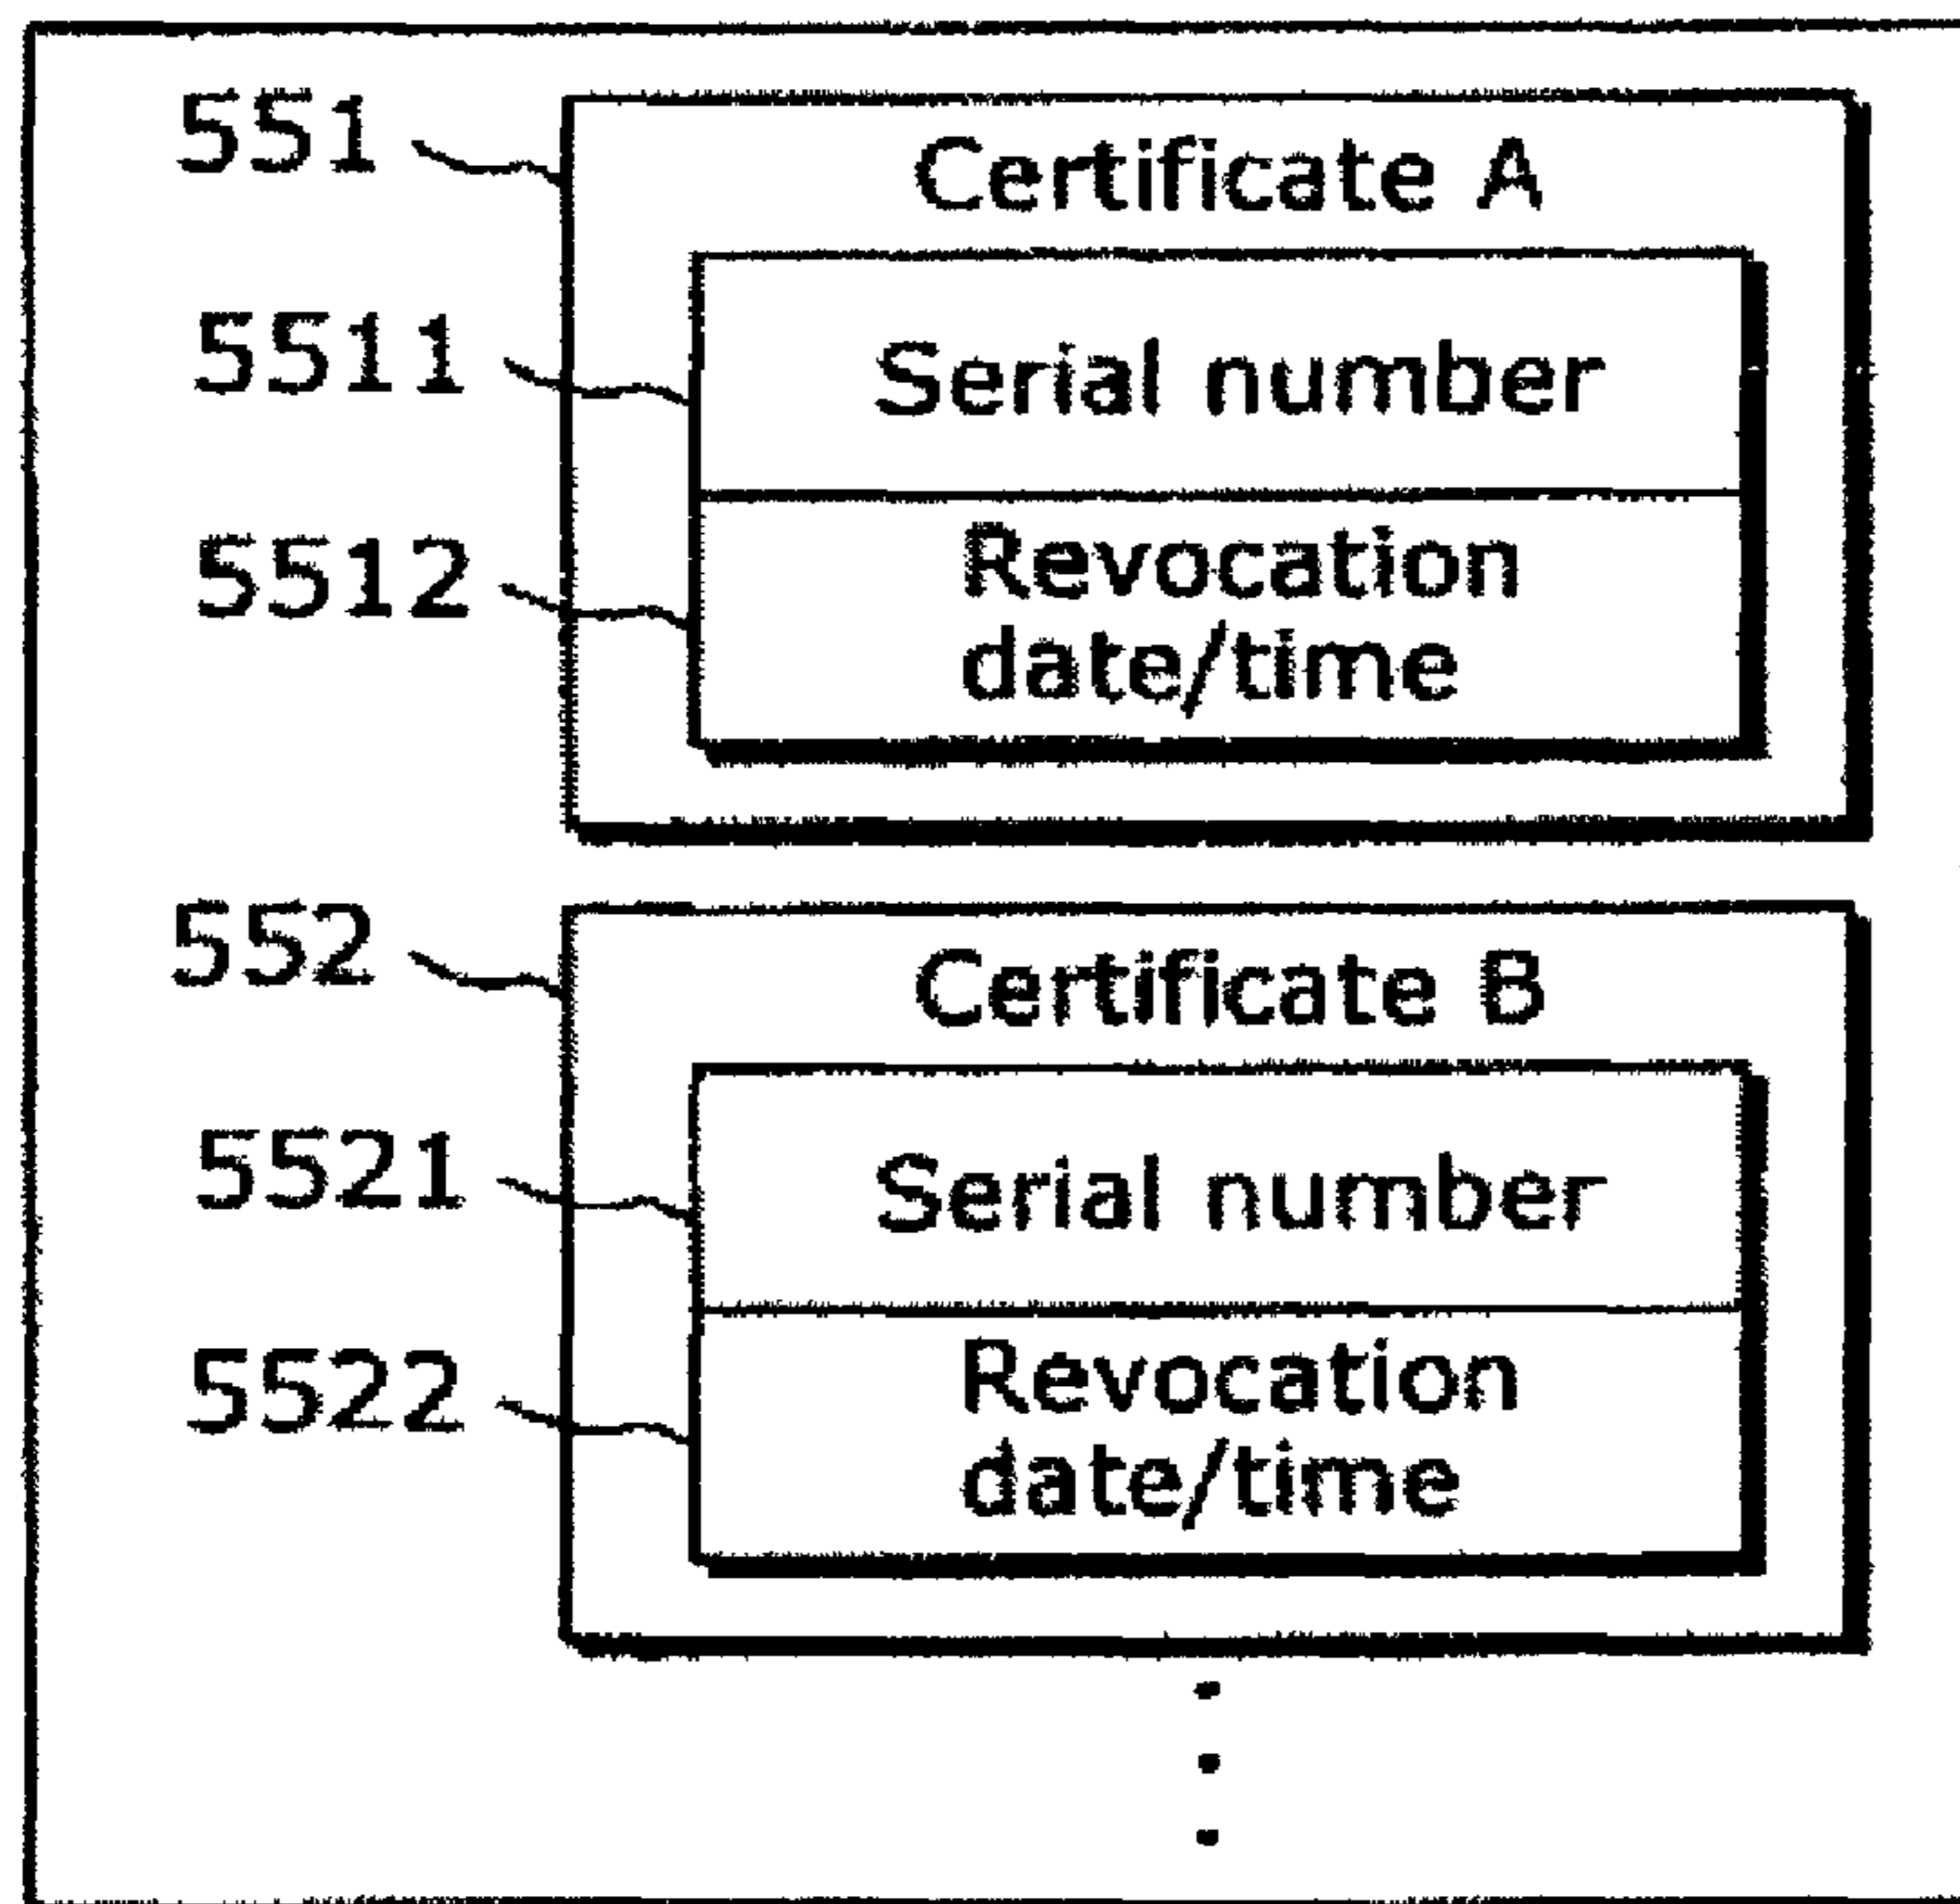 551 Certificate A
5511 Serial number
5512 Revocation
date/time
552 Certificate B
5521 Serial number
5522 Revocation
date/time